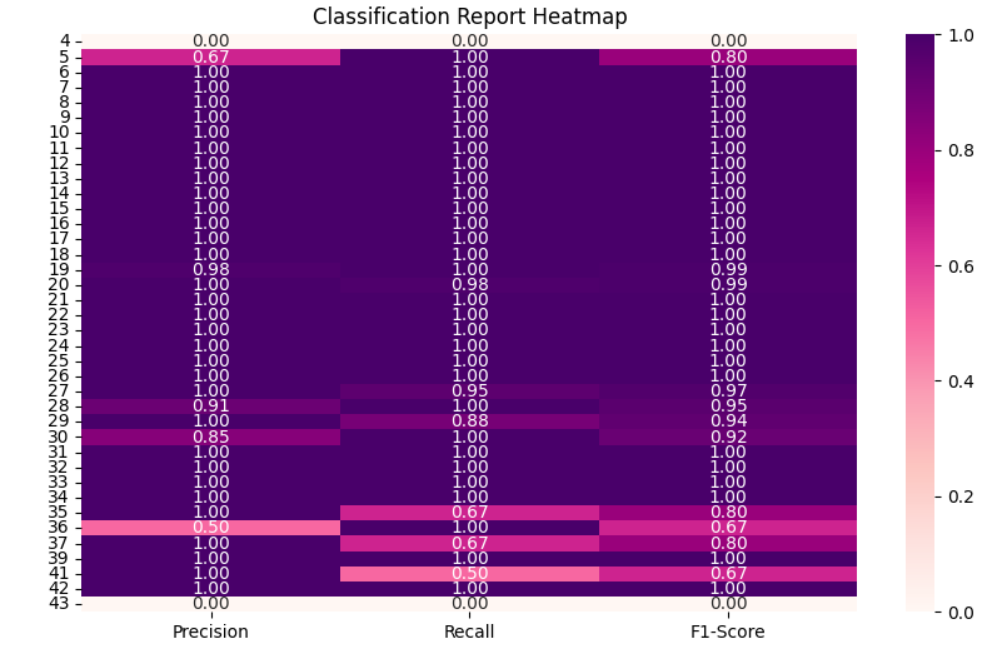 Classification Report Heatmap
4 0.00 0.00 0.00
5 0.67 1.00 0.80
6 1.00 1.00 1.00
7 1.00 1.00 1.00
8 1.00 1.00 1.00
9 1.00 1.00 1.00
10 1.00 1.00 1.00
11 1.00 1.00 1.00
12 1.00 1.00 1.00
13 1.00 1.00 1.00
14 1.00 1.00 1.00
15 1.00 1.00 1.00
16 1.00 1.00 1.00
17 1.00 1.00 1.00
18 1.00 1.00 1.00
19 0.98 1.00 0.99
20 1.00 0.98 0.99
21 1.00 1.00 1.00
22 1.00 1.00 1.00
23 1.00 1.00 1.00
24 1.00 1.00 1.00
25 1.00 1.00 1.00
26 1.00 1.00 1.00
27 1.00 0.95 0.97
28 0.91 1.00 0.95
29 1.00 0.88 0.94
30 0.85 1.00 0.92
31 1.00 1.00 1.00
32 1.00 1.00 1.00
33 1.00 1.00 1.00
34 1.00 1.00 1.00
35 1.00 0.67 0.80
36 0.50 1.00 0.67
37 1.00 0.67 0.80
39 1.00 1.00 1.00
41 1.00 0.50 0.67
42 1.00 1.00 1.00
43 0.00 0.00 0.00
Precision Recall F1-Score
1.0
0.8
0.6
0.4
0.2
0.0